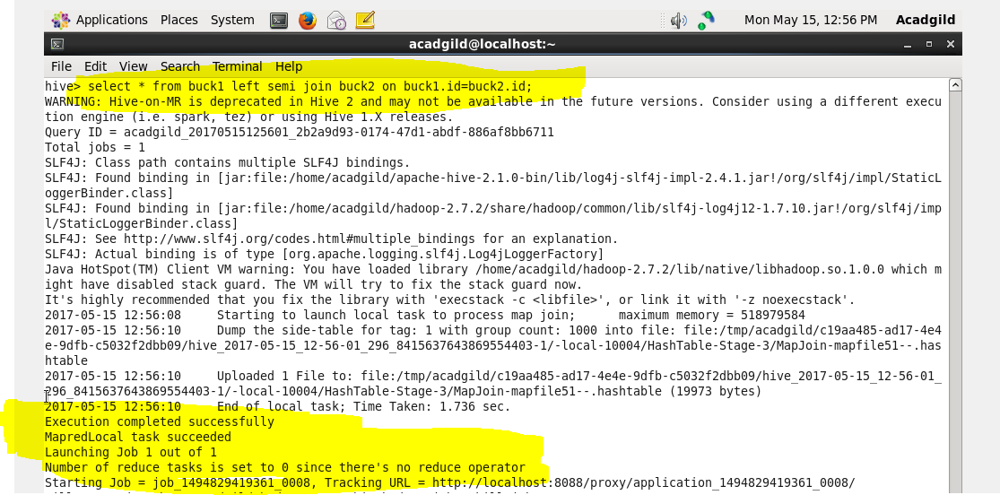 Applications Places System Mon May 15, 12:56 PM Acadgild
acadgild@localhost:~
File Edit View Search Terminal Help
hive> select * from buck1 left semi join buck2 on buck1.id=buck2.id;
WARNING: Hive-on-MR is deprecated in Hive 2 and may not be available in the future versions. Consider using a different execu
tion engine (i.e. spark, tez) or using Hive 1.X releases.
Query ID = acadgild_20170515125601_2b2a9d93-0174-47d1-abdf-886af8bb6711
Total jobs = 1
SLF4J: Class path contains multiple SLF4J bindings.
SLF4J: Found binding in [jar:file:/home/acadgild/apache-hive-2.1.0-bin/lib/log4j-slf4j-impl-2.4.1.jar!/org/slf4j/impl/StaticL
oggerBinder.class]
SLF4J: Found binding in [jar:file:/home/acadgild/hadoop-2.7.2/share/hadoop/common/lib/slf4j-log4j12-1.7.10.jar!/org/slf4j/imp
l/StaticLoggerBinder.class]
SLF4J: See http://www.slf4j.org/codes.html#multiple_bindings for an explanation.
SLF4J: Actual binding is of type [org.apache.logging.slf4j.Log4jLoggerFactory]
Java HotSpot(TM) Client VM warning: You have loaded library /home/acadgild/hadoop-2.7.2/lib/native/libhadoop.so.1.0.0 which m
ight have disabled stack guard. The VM will try to fix the stack guard now.
It's highly recommended that you fix the library with 'execstack -c <libfile>', or link it with '-z noexecstack'.
2017-05-15 12:56:08 Starting to launch local task to process map join; maximum memory = 518979584
2017-05-15 12:56:10 Dump the side-table for tag: 1 with group count: 1000 into file: file:/tmp/acadgild/c19aa485-ad17-4e4
e-9dfb-c5032f2dbb09/hive_2017-05-15_12-56-01_296_8415637643869554403-1/-local-10004/HashTable-Stage-3/MapJoin-mapfile51--.has
htable
2017-05-15 12:56:10 Uploaded 1 File to: file:/tmp/acadgild/c19aa485-ad17-4e4e-9dfb-c5032f2dbb09/hive_2017-05-15_12-56-01_
296_8415637643869554403-1/-local-10004/HashTable-Stage-3/MapJoin-mapfile51--.hashtable (19973 bytes)
2017-05-15 12:56:10 End of local task; Time Taken: 1.736 sec.
Execution completed successfully
MapredLocal task succeeded
Launching Job 1 out of 1
Number of reduce tasks is set to 0 since there's no reduce operator
Starting Job = job_1494829419361_0008, Tracking URL = http://localhost:8088/proxy/application_1494829419361_0008/